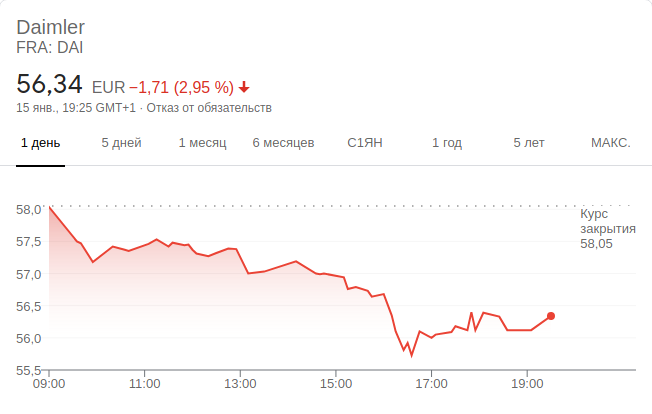 Daimler
FRA: DAI
56,34 EUR −1,71 (2,95 %)
15 янв., 19:25 GMT+1 · Отказ от обязательств
1 день 5 дней 1 месяц 6 месяцев С1ЯН 1 год 5 лет МАКС.
58,0
57,5
57,0
56,5
56,0
55,5
Курс
закрытия
58,05
09:00 11:00 13:00 15:00 17:00 19:00